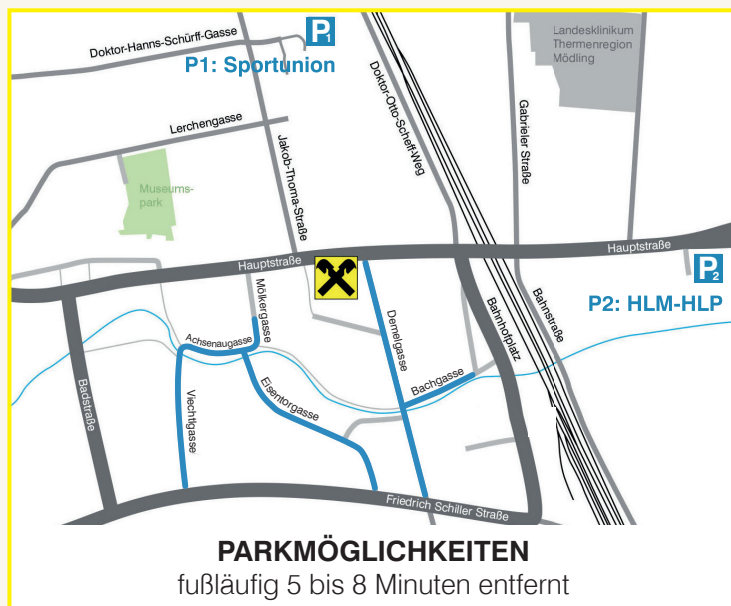 P1
P1: Sportunion
Doktor-Hanns-Schürff-Gasse
Landesklinikum
Thermenregion
Mödling
Doktor-Otto-Scheff-Weg
Gabrieler Straße
Lerchengasse
Jakob-Thoma-Straße
Museums-
park
Hauptstraße
Hauptstraße
P2
P2: HLM-HLP
Mölkergasse
Achsenaugasse
Demelgasse
Bahnhofplatz
Bahnstraße
Badstraße
Viechtlgasse
Eisentorgasse
Bachgasse
Friedrich Schiller Straße
PARKMÖGLICHKEITEN
fußläufig 5 bis 8 Minuten entfernt